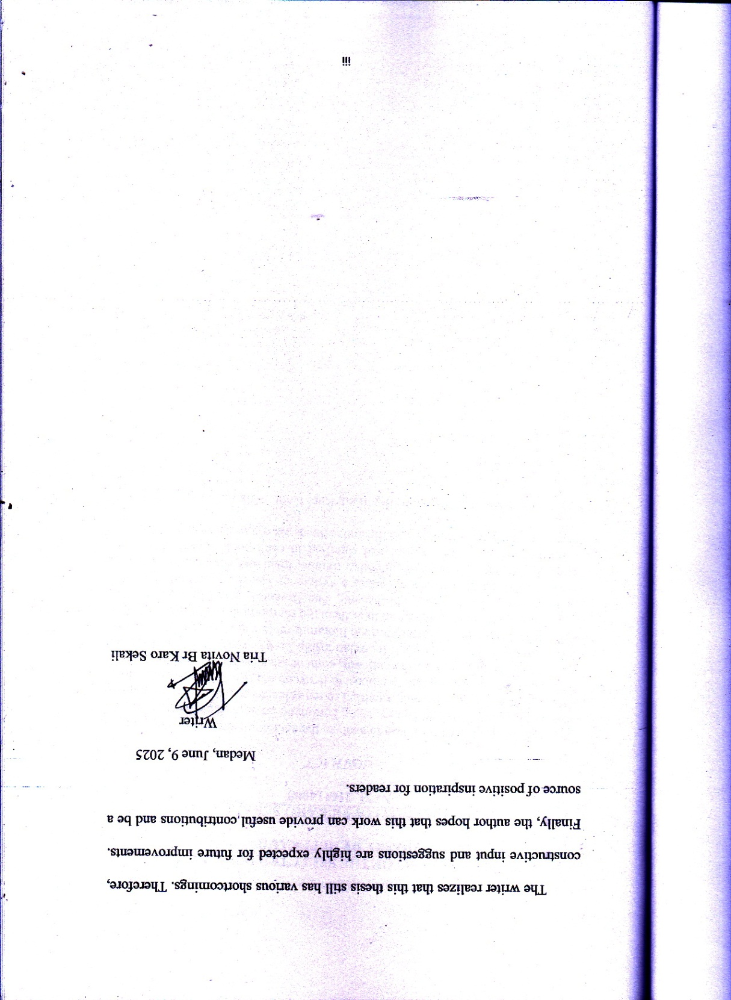 The writer realizes that this thesis still has various shortcomings. Therefore,
constructive input and suggestions are highly expected for future improvements.
Finally, the author hopes that this work can provide useful contributions and be a
source of positive inspiration for readers.
Medan, June 9, 2025
Writer
Tria Novita Br Karo Sekali
iii